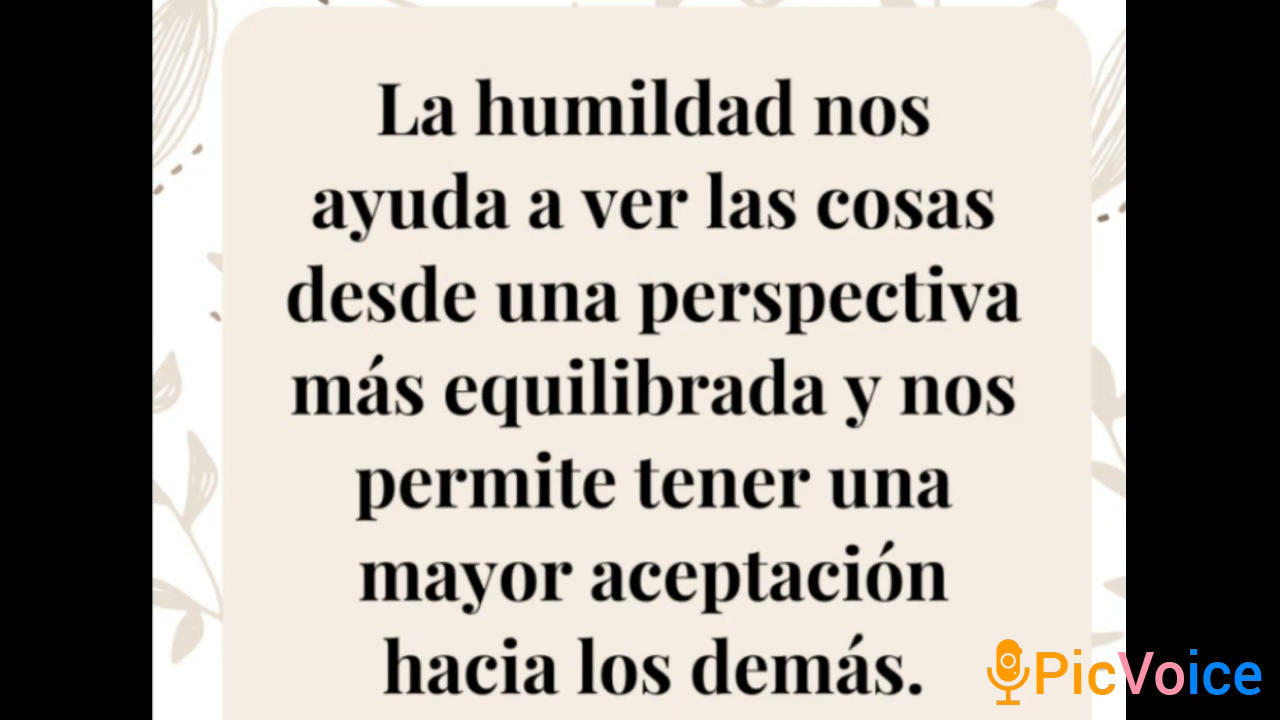 La humildad nos
ayuda a ver las cosas
desde una perspectiva
más equilibrada y nos
permite tener una
mayor aceptación
hacia los demás.
PicVoice